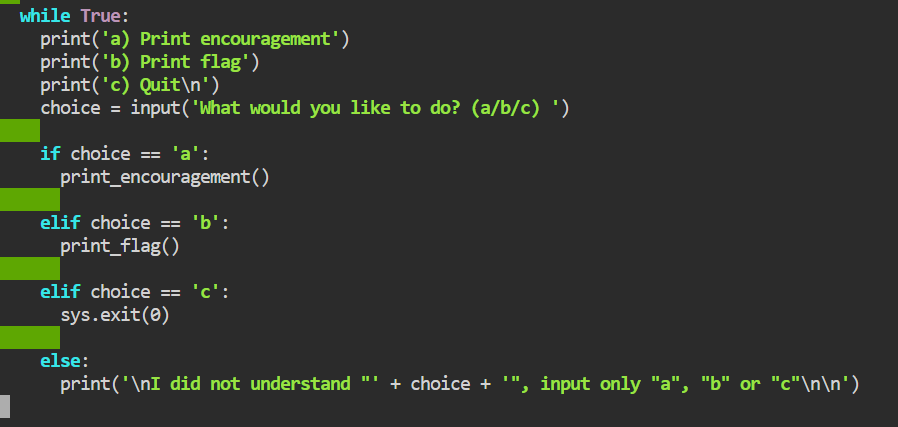 while True:
print('a) Print encouragement')
print('b) Print flag')
print('c) Quit\n')
choice = input('What would you like to do? (a/b/c) ')
if choice == 'a':
print_encouragement()
elif choice == 'b':
print_flag()
elif choice == 'c':
sys.exit(0)
else:
print('\nI did not understand "' + choice + '", input only "a", "b" or "c"\n\n')